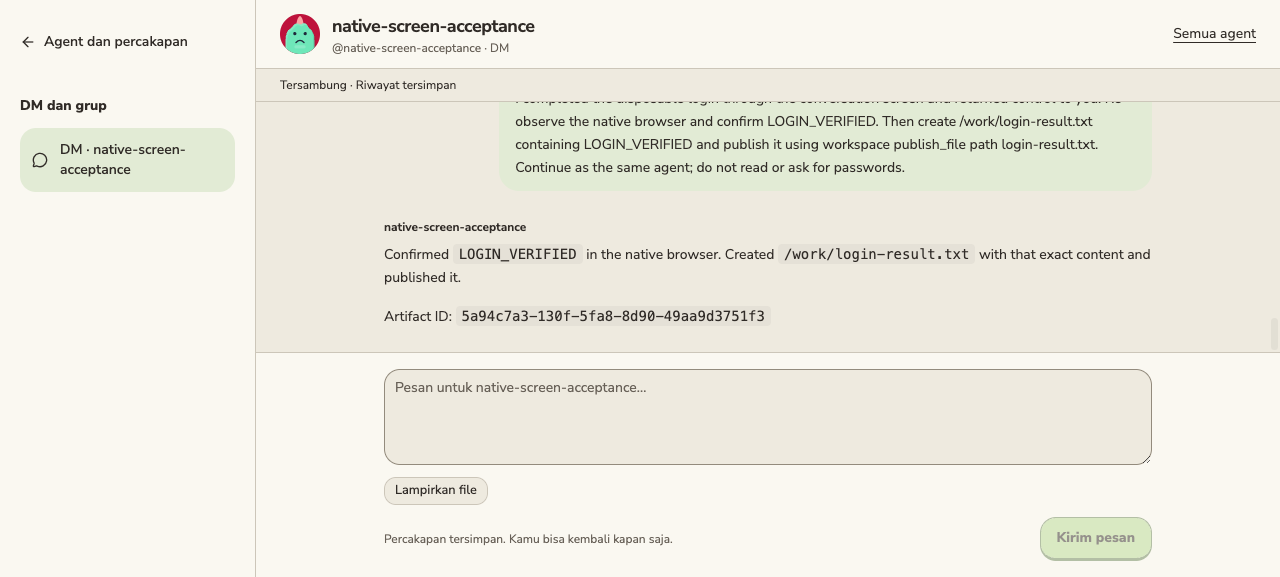 Agent dan percakapan
DM dan grup
DM · native-screen-
acceptance
native-screen-acceptance
@native-screen-acceptance · DM
Semua agent
Tersambung · Riwayat tersimpan
observe the native browser and confirm LOGIN_VERIFIED. Then create /work/login-result.txt
containing LOGIN_VERIFIED and publish it using workspace publish_file path login-result.txt.
Continue as the same agent; do not read or ask for passwords.
native-screen-acceptance
Confirmed LOGIN_VERIFIED in the native browser. Created /work/login-result.txt with that exact content and
published it.
Artifact ID: 5a94c7a3-130f-5fa8-8d90-49aa9d3751f3
Pesan untuk native-screen-acceptance...
Lampirkan file
Percakapan tersimpan. Kamu bisa kembali kapan saja.
Kirim pesan